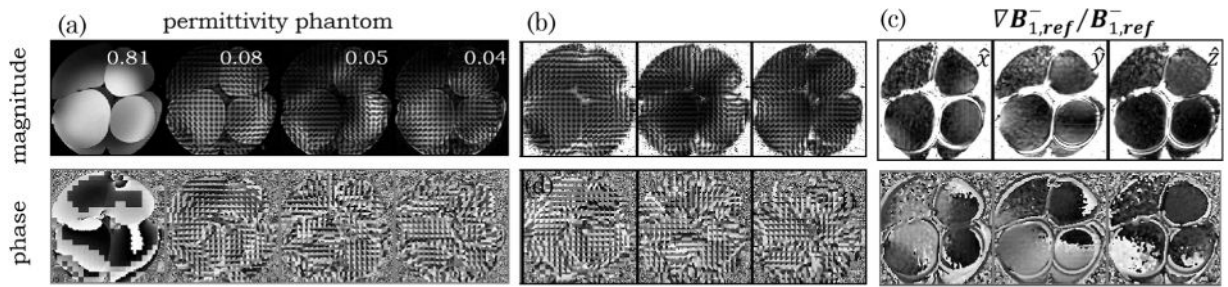 (a)
permittivity phantom
(b)
(c)
∇B⁻₁,ref/B⁻₁,ref
0.81
0.08
0.05
0.04
x̂
ŷ
ẑ
magnitude
(d)
phase